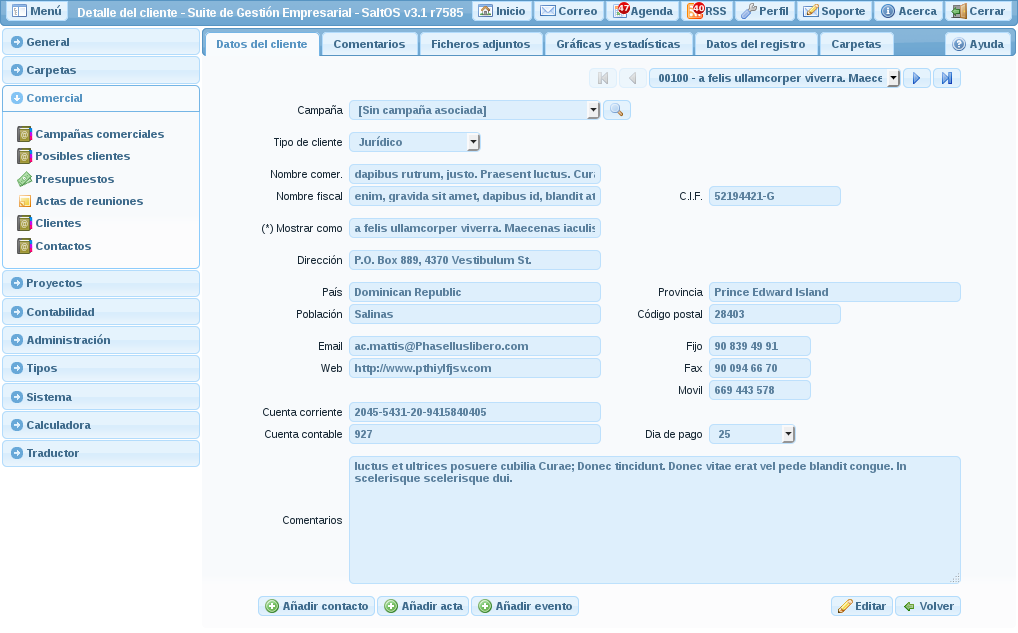 Menú Detalle del cliente - Suite de Gestión Empresarial - SaltOS v3.1 r7585 Inicio Correo 47 Agenda 40 RSS Perfil Soporte Acerca Cerrar
Datos del cliente Comentarios Ficheros adjuntos Gráficas y estadísticas Datos del registro Carpetas Ayuda
General
Carpetas
Comercial
Campañas comerciales
Posibles clientes
Presupuestos
Actas de reuniones
Clientes
Contactos
Proyectos
Contabilidad
Administración
Tipos
Sistema
Calculadora
Traductor
00100 - a felis ullamcorper viverra. Maece
Campaña [Sin campaña asociada]
Tipo de cliente Jurídico
Nombre comer. dapibus rutrum, justo. Praesent luctus. Cura
Nombre fiscal enim, gravida sit amet, dapibus id, blandit at C.I.F. 52194421-G
(*) Mostrar como a felis ullamcorper viverra. Maecenas iaculis
Dirección P.O. Box 889, 4370 Vestibulum St.
País Dominican Republic Provincia Prince Edward Island
Población Salinas Código postal 28403
Email ac.mattis@Phaselluslibero.com Fijo 90 839 49 91
Web http://www.pthiylfjsv.com Fax 90 094 66 70
Movil 669 443 578
Cuenta corriente 2045-5431-20-9415840405
Cuenta contable 927 Dia de pago 25
Comentarios
luctus et ultrices posuere cubilia Curae; Donec tincidunt. Donec vitae erat vel pede blandit congue. In
scelerisque scelerisque dui.
Añadir contacto Añadir acta Añadir evento Editar Volver